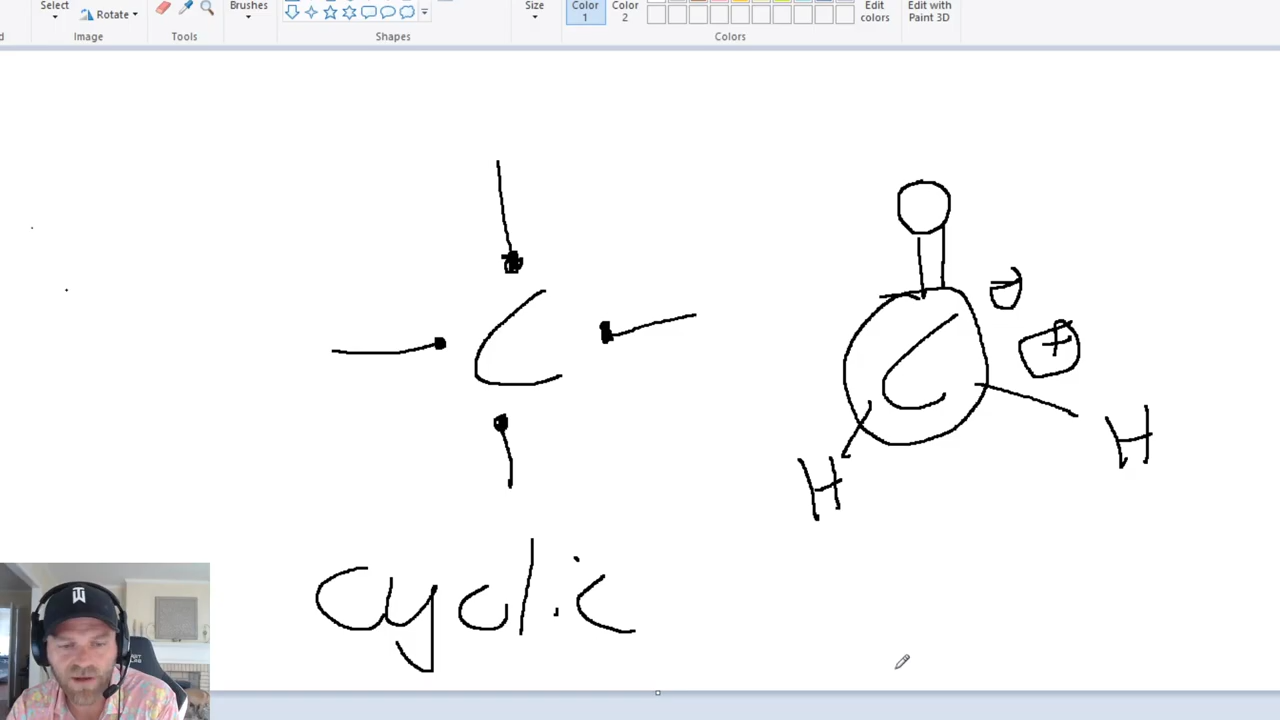 Select
Rotate
Image
Tools
Brushes
Shapes
Size
Color 1
Color 2
Colors
Edit colors
Edit with Paint 3D
C
O
C
+
H
H
cyclic